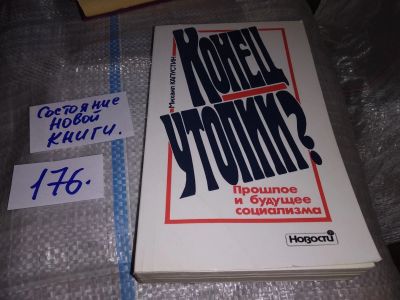 Состояние
новой
книги.
176.
Михаил КАПУСТИН
КОНЕЦ
УТОПИИ?
Прошлое
и будущее
социализма
Новости